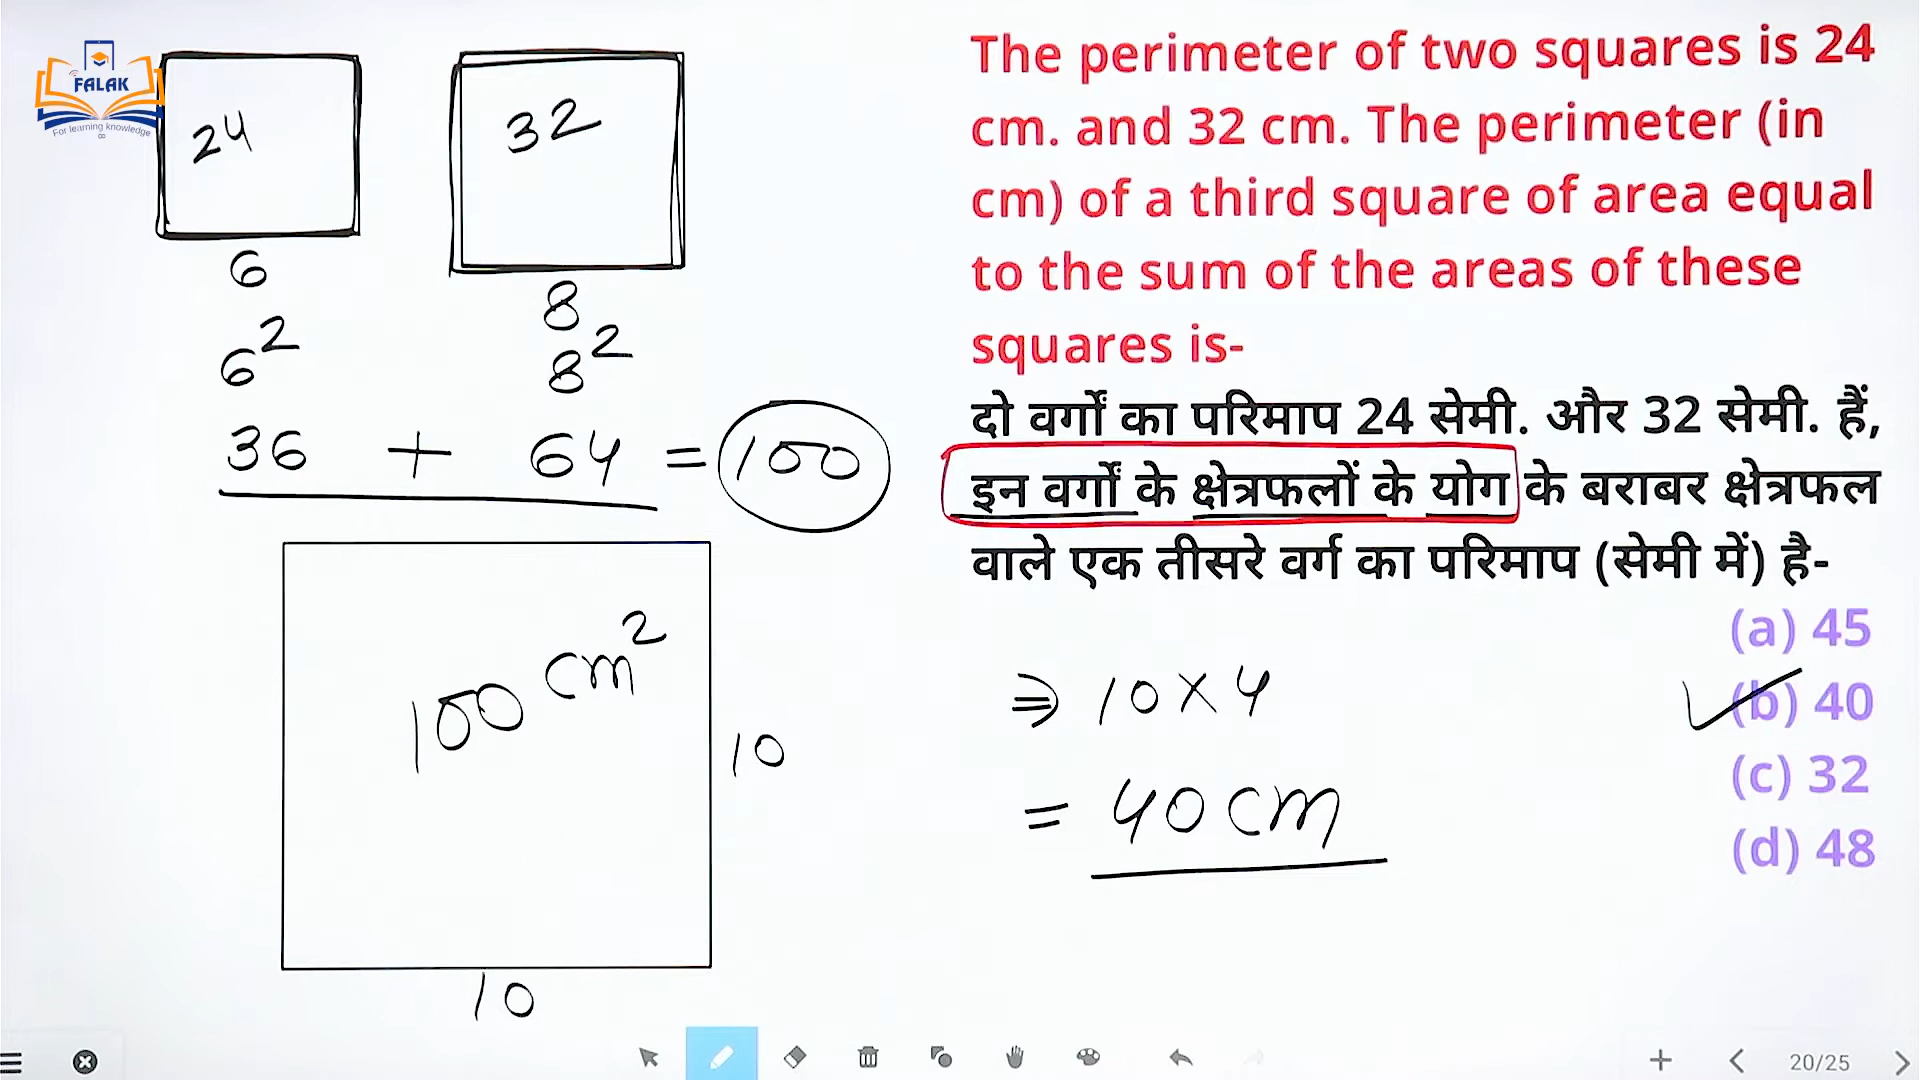 FALAK
For learning knowledge
24
32
6
8
6²
8²
36 + 64 = 100
100 cm²
10
10
The perimeter of two squares is 24
cm. and 32 cm. The perimeter (in
cm) of a third square of area equal
to the sum of the areas of these
squares is-
दो वर्गों का परिमाप 24 सेमी. और 32 सेमी. हैं,
इन वर्गों के क्षेत्रफलों के योग के बराबर क्षेत्रफल
वाले एक तीसरे वर्ग का परिमाप (सेमी में) है-
(a) 45
(b) 40
(c) 32
(d) 48
⇒ 10 × 4
= 40 cm
20/25